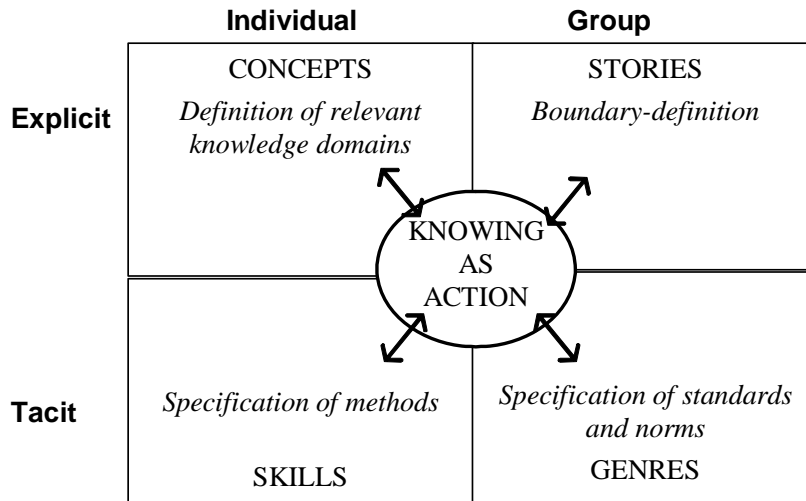 Individual
Group
Explicit
CONCEPTS
Definition of relevant
knowledge domains
STORIES
Boundary-definition
KNOWING
AS
ACTION
Tacit
Specification of methods
SKILLS
Specification of standards
and norms
GENRES